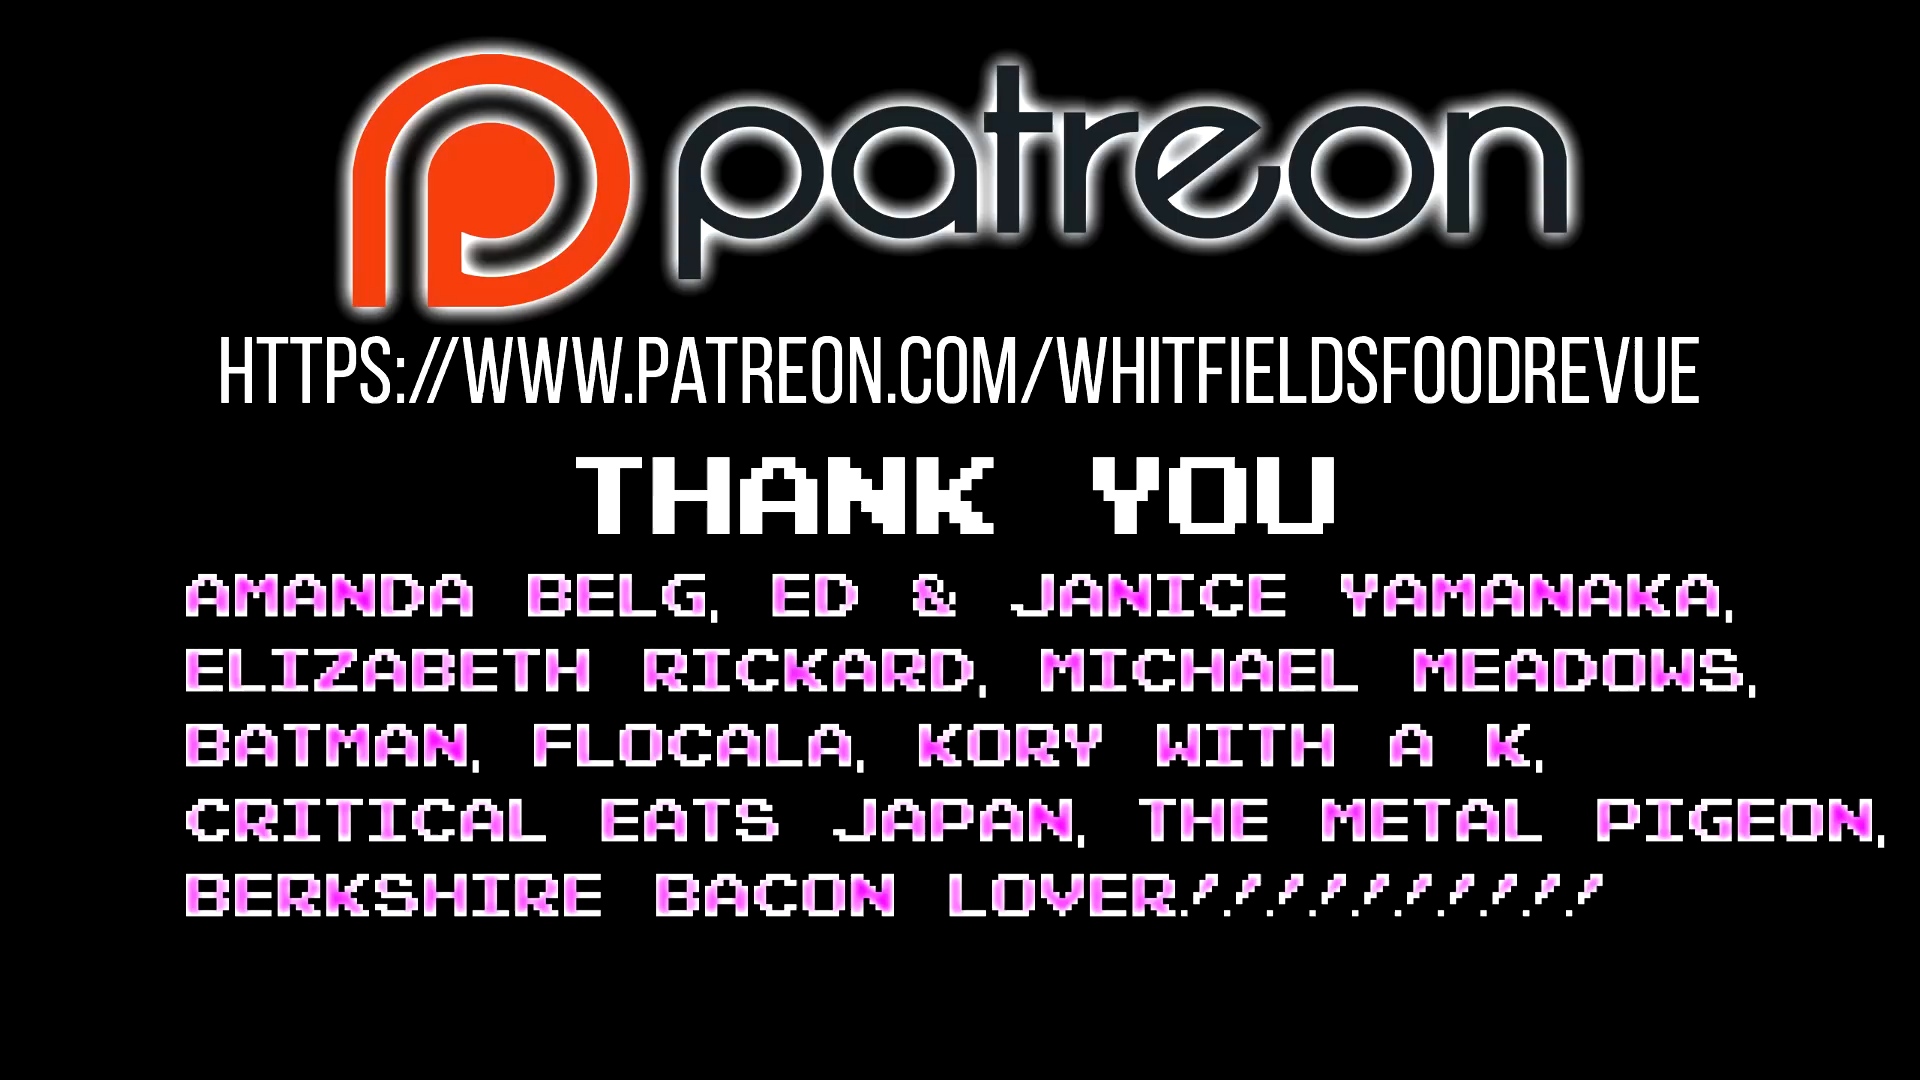 patreon
HTTPS://WWW.PATREON.COM/WHITFIELDSFOODREVUE
THANK YOU
AMANDA BELG, ED & JANICE YAMANAKA,
ELIZABETH RICKARD, MICHAEL MEADOWS,
BATMAN, FLOCALA, KORY WITH A K,
CRITICAL EATS JAPAN, THE METAL PIGEON,
BERKSHIRE BACON LOVER!!!!!!!!!!